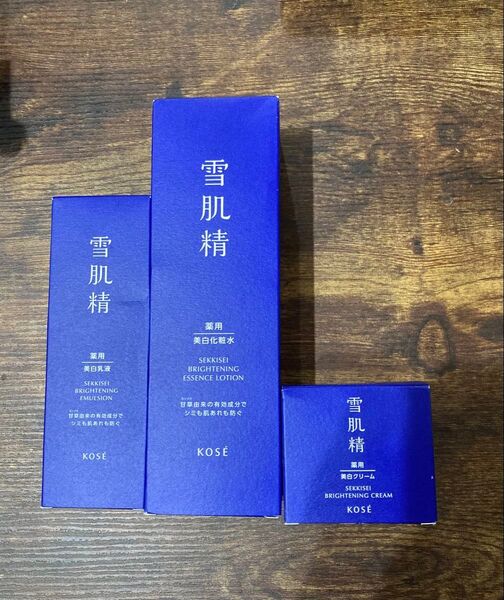 雪肌精
薬用
美白乳液
SEKKISEI
BRIGHTENING
EMULSION
甘草由来の有効成分で
シミも肌あれも防ぐ
KOSÉ
雪肌精
薬用
美白化粧水
SEKKISEI
BRIGHTENING
ESSENCE LOTION
甘草由来の有効成分で
シミも肌あれも防ぐ
KOSÉ
雪肌精
薬用
美白クリーム
SEKKISEI
BRIGHTENING CREAM
KOSÉ